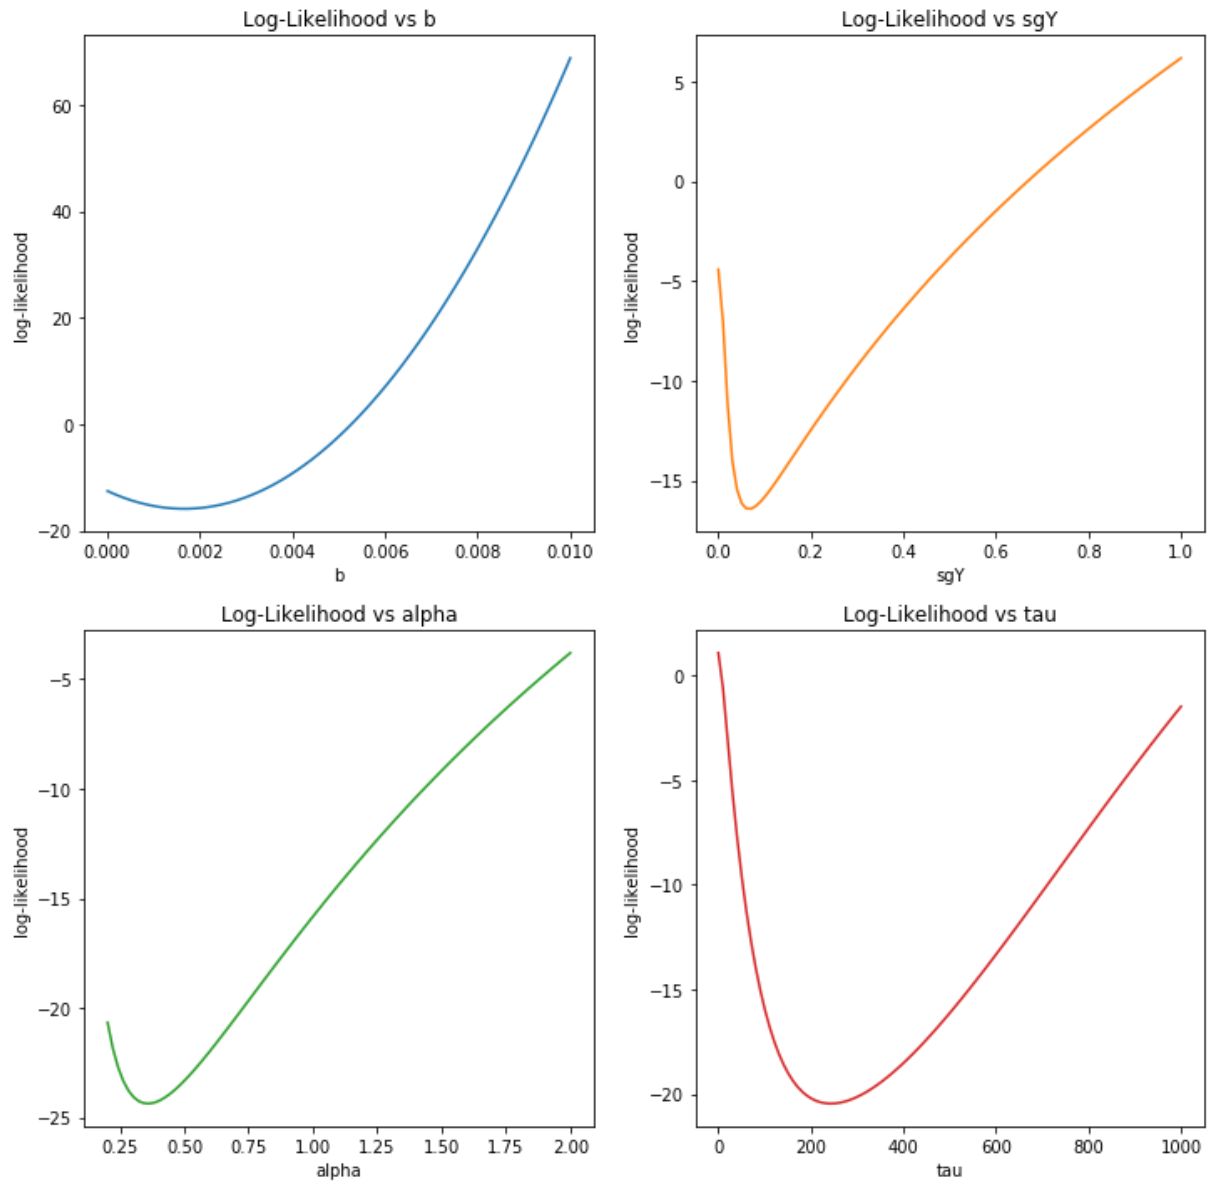 Log-Likelihood vs b
60
40
20
0
−20
log-likelihood
0.000 0.002 0.004 0.006 0.008 0.010
b
Log-Likelihood vs sgY
5
0
−5
−10
−15
log-likelihood
0.0 0.2 0.4 0.6 0.8 1.0
sgY
Log-Likelihood vs alpha
−5
−10
−15
−20
−25
log-likelihood
0.25 0.50 0.75 1.00 1.25 1.50 1.75 2.00
alpha
Log-Likelihood vs tau
0
−5
−10
−15
−20
log-likelihood
0 200 400 600 800 1000
tau